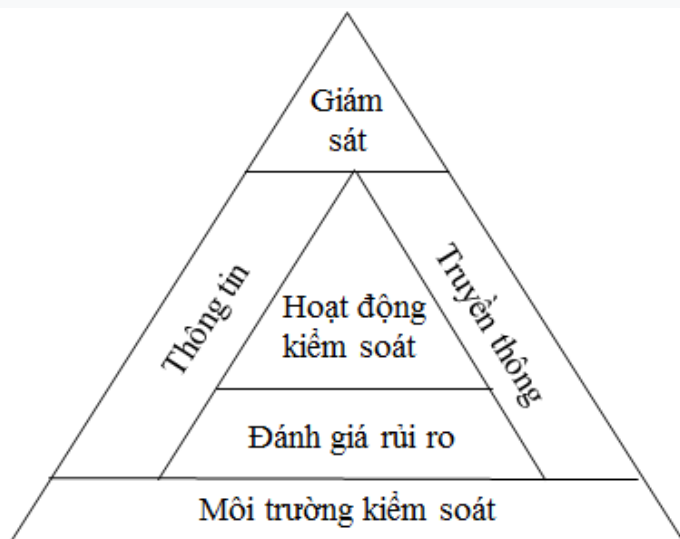 Giám
sát
Thông tin
Truyền thông
Hoạt động
kiểm soát
Đánh giá rủi ro
Môi trường kiểm soát